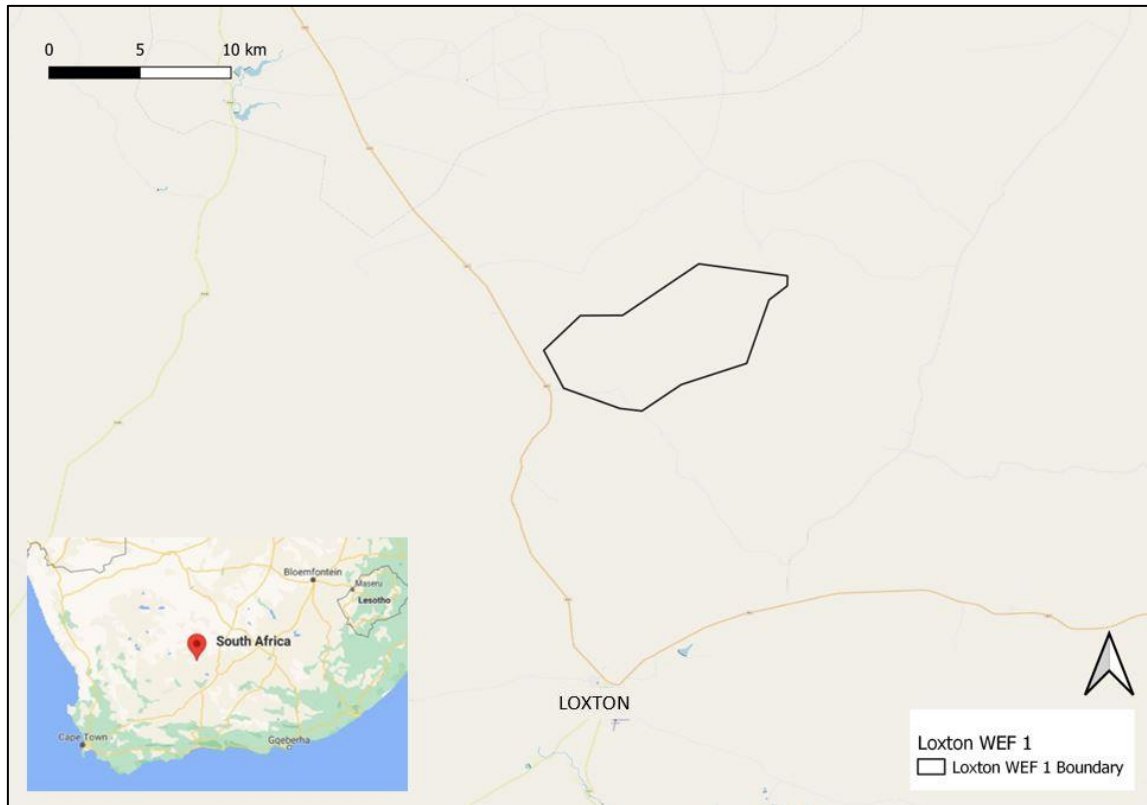 0 5 10 km
LOXTON
Bloemfontein
Maseru
Lesotho
South Africa
Cape Town
Gqeberha
Loxton WEF 1
Loxton WEF 1 Boundary